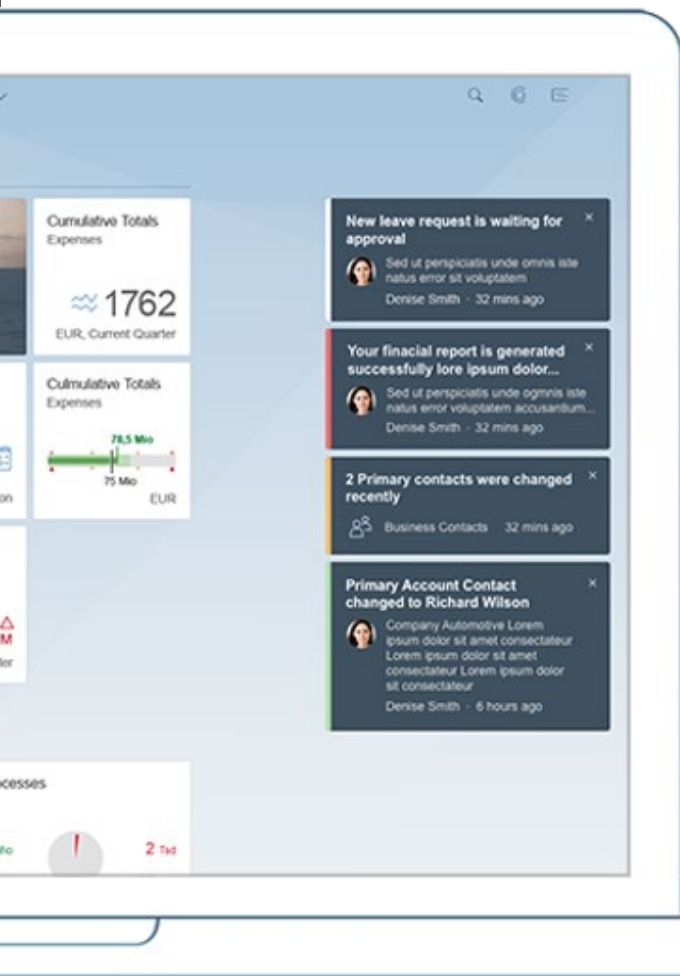 Cumulative Totals
Expenses
1762
EUR, Current Quarter
Culmulative Totals
Expenses
78,5 Mio
75 Mio
EUR
on
M
ter
ocesses
2 Tsd
New leave request is waiting for
approval
Sed ut perspiciatis unde omnis iste
natus error sit voluptatem
Denise Smith · 32 mins ago
Your finacial report is generated
successfully lore ipsum dolor...
Sed ut perspiciatis unde ogmnis iste
natus error voluptatem accusantium...
Denise Smith · 32 mins ago
2 Primary contacts were changed
recently
Business Contacts 32 mins ago
Primary Account Contact
changed to Richard Wilson
Company Automotive Lorem
ipsum dolor sit amet consectateur
Lorem ipsum dolor sit amet
consectateur Lorem ipsum dolor
sit consectateur
Denise Smith · 6 hours ago